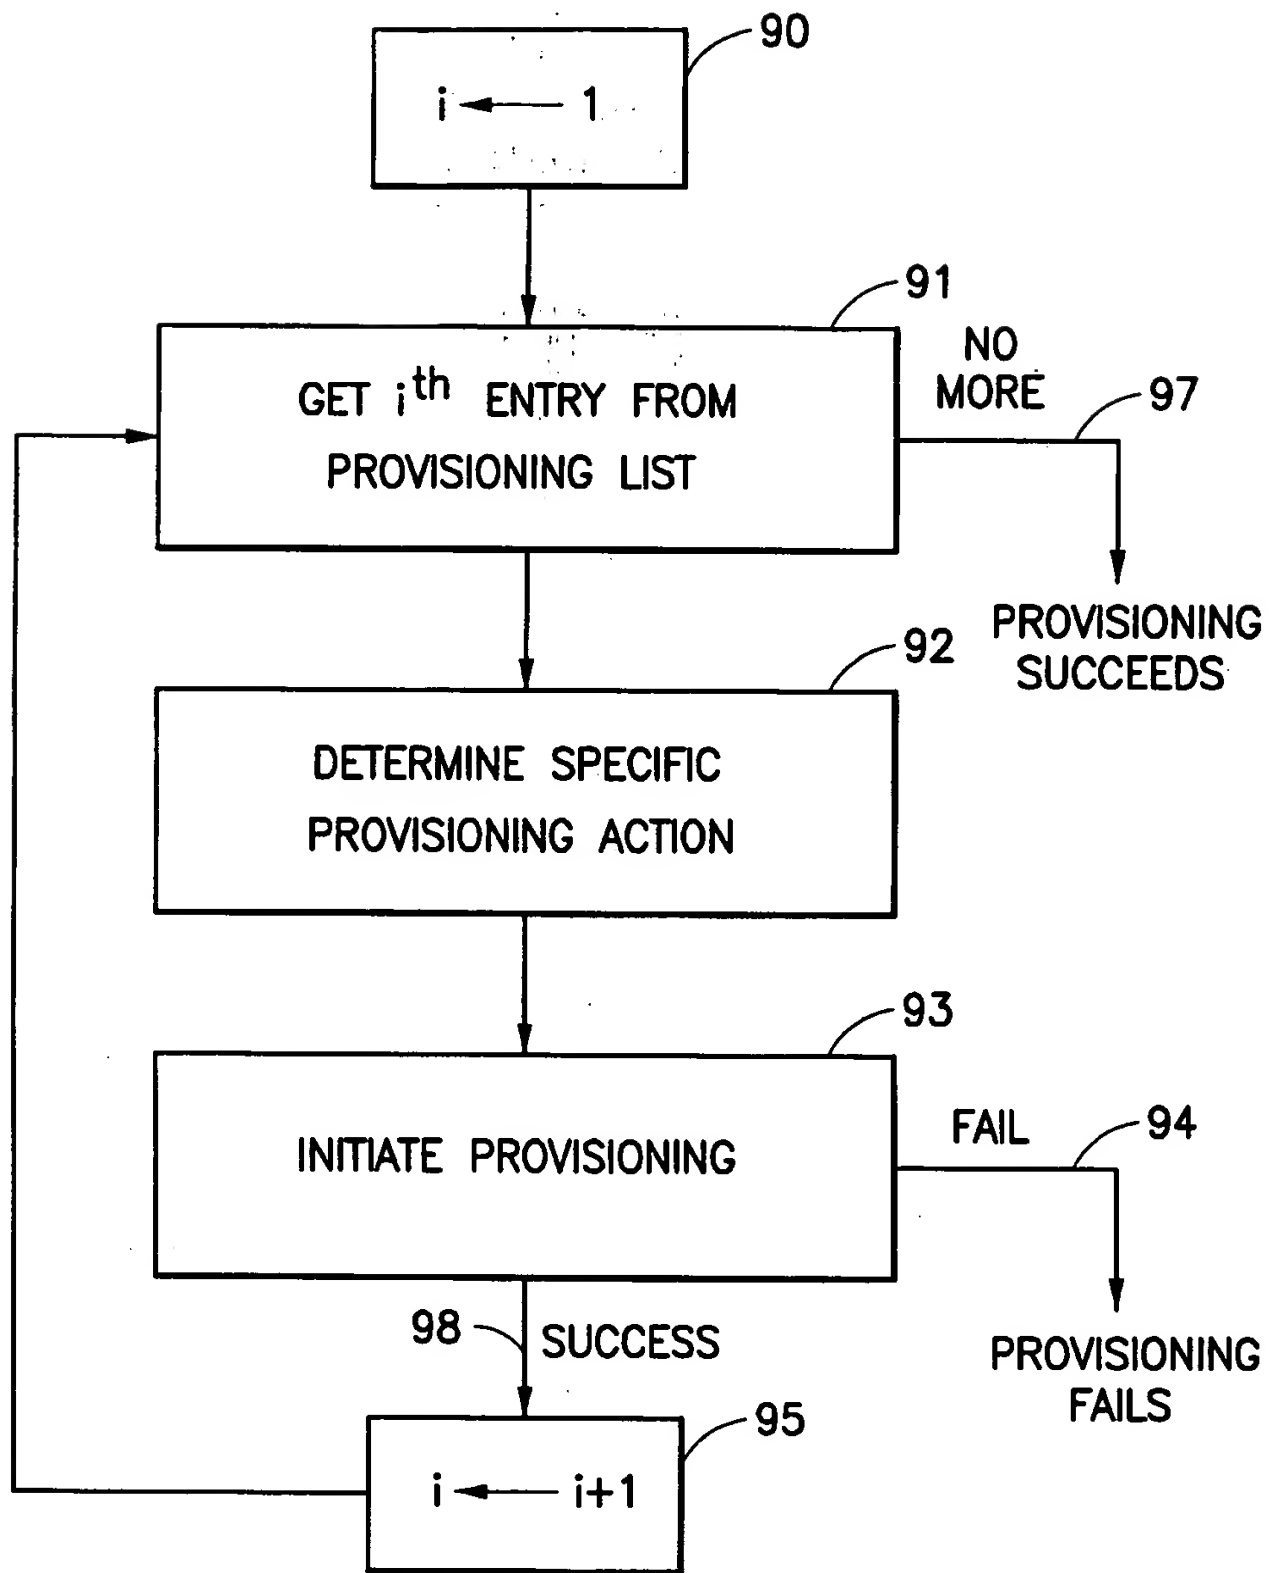 90
i ← 1
91
NO
MORE
97
GET i^th ENTRY FROM
PROVISIONING LIST
PROVISIONING
SUCCEEDS
92
DETERMINE SPECIFIC
PROVISIONING ACTION
93
FAIL
94
INITIATE PROVISIONING
98
SUCCESS
PROVISIONING
FAILS
95
i ← i+1